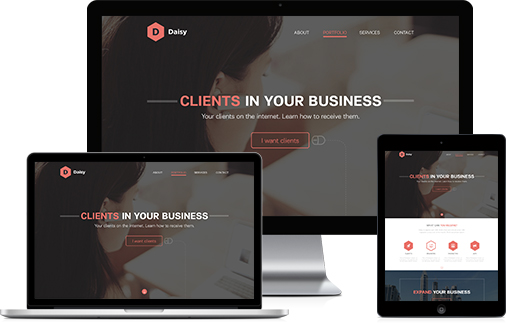 D Daisy
ABOUT PORTFOLIO SERVICES CONTACT
CLIENTS IN YOUR BUSINESS
Your clients on the internet. Learn how to receive them.
I want clients
D Daisy
ABOUT PORTFOLIO SERVICES CONTACT
CLIENTS IN YOUR BUSINESS
Your clients on the internet. Learn how to receive them.
I want clients
Daisy
CLIENTS IN YOUR BUSINESS
EXPAND YOUR BUSINESS